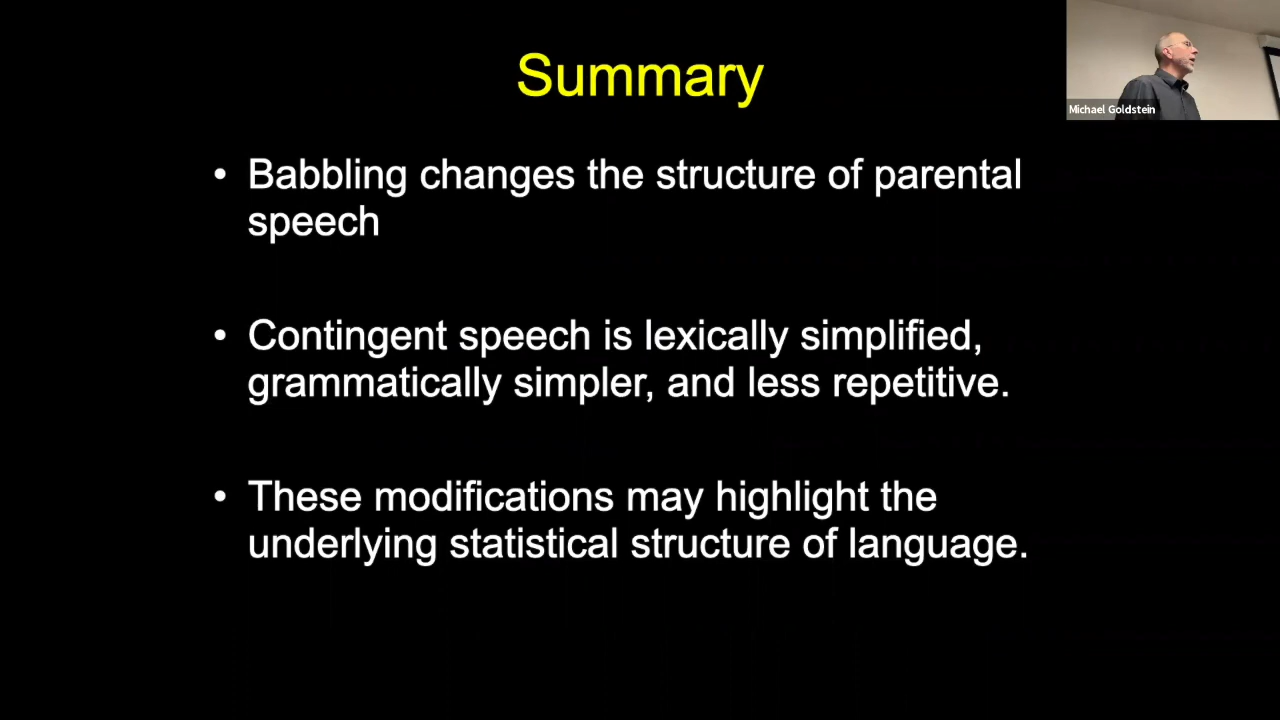 Summary
Michael Goldstein
• Babbling changes the structure of parental
speech
• Contingent speech is lexically simplified,
grammatically simpler, and less repetitive.
• These modifications may highlight the
underlying statistical structure of language.